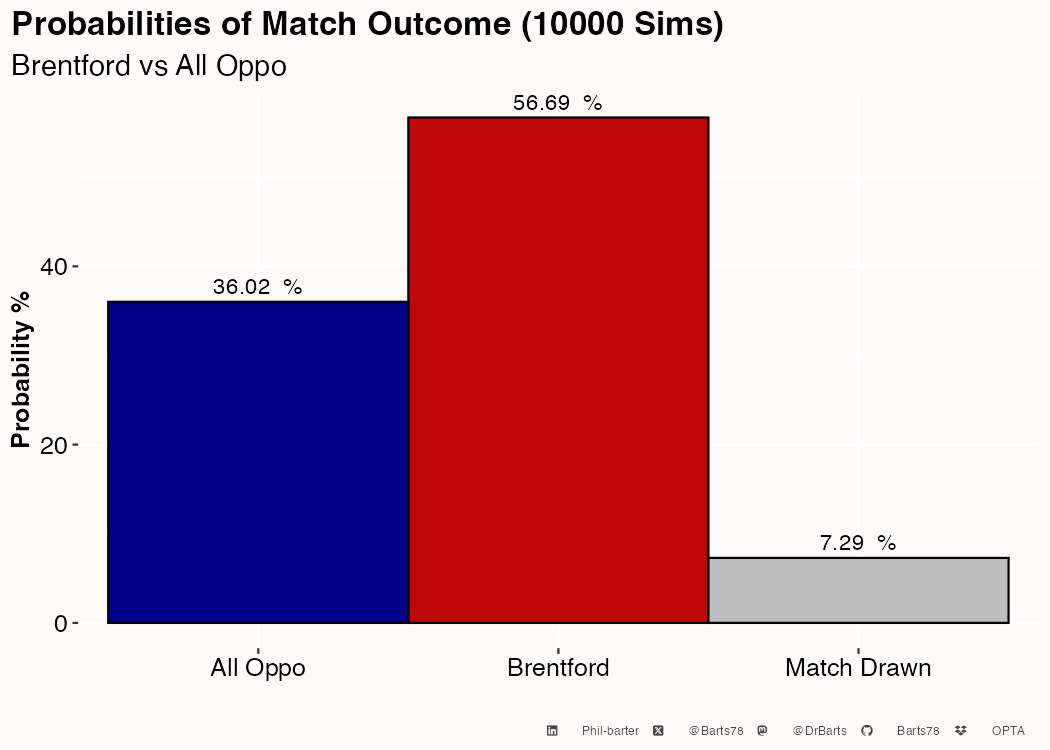 Probabilities of Match Outcome (10000 Sims)
Brentford vs All Oppo
56.69 %
36.02 %
7.29 %
Probability %
40
20
0
All Oppo Brentford Match Drawn
Phil-barter @Barts78 @DrBarts Barts78 OPTA